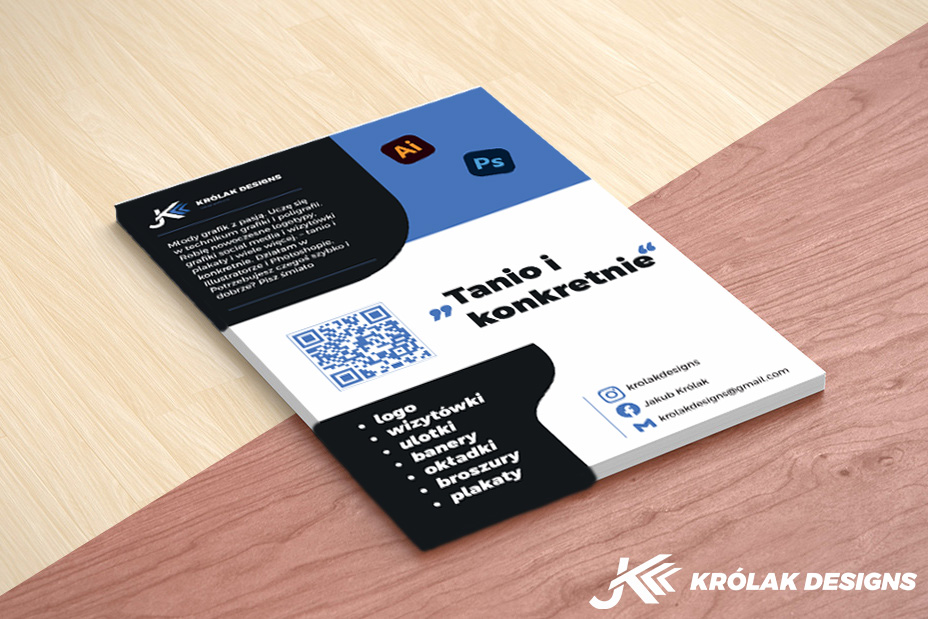 KRÓLAK DESIGNS
Młody grafik z pasją. Uczę się
w technikum grafiki i poligrafii.
Robię nowoczesne logotypy,
grafiki social media i wizytówki
plakaty i wiele więcej – tanio i
konkretnie. Działam w
Illustratorze i Photoshopie.
Potrzebujesz czegoś szybko i
dobrze? Pisz śmiało
Ai
Ps
„Tanio i
konkretnie“
• logo
• wizytówki
• ulotki
• banery
• okładki
• broszury
• plakaty
krolakdesigns
Jakub Królak
krolakdesigns@gmail.com
JK KRÓLAK DESIGNS